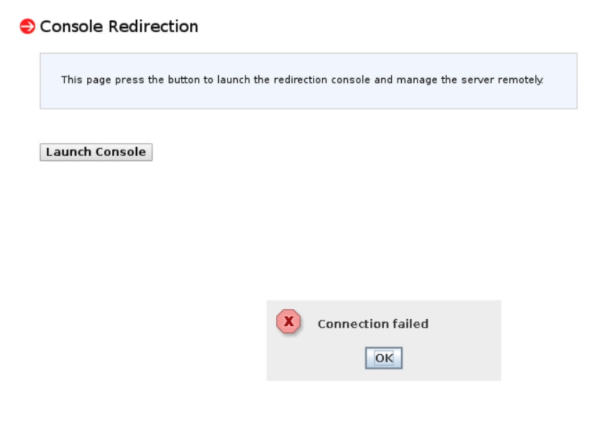 Console Redirection
This page press the button to launch the redirection console and manage the server remotely.
Launch Console
X
Connection failed
OK